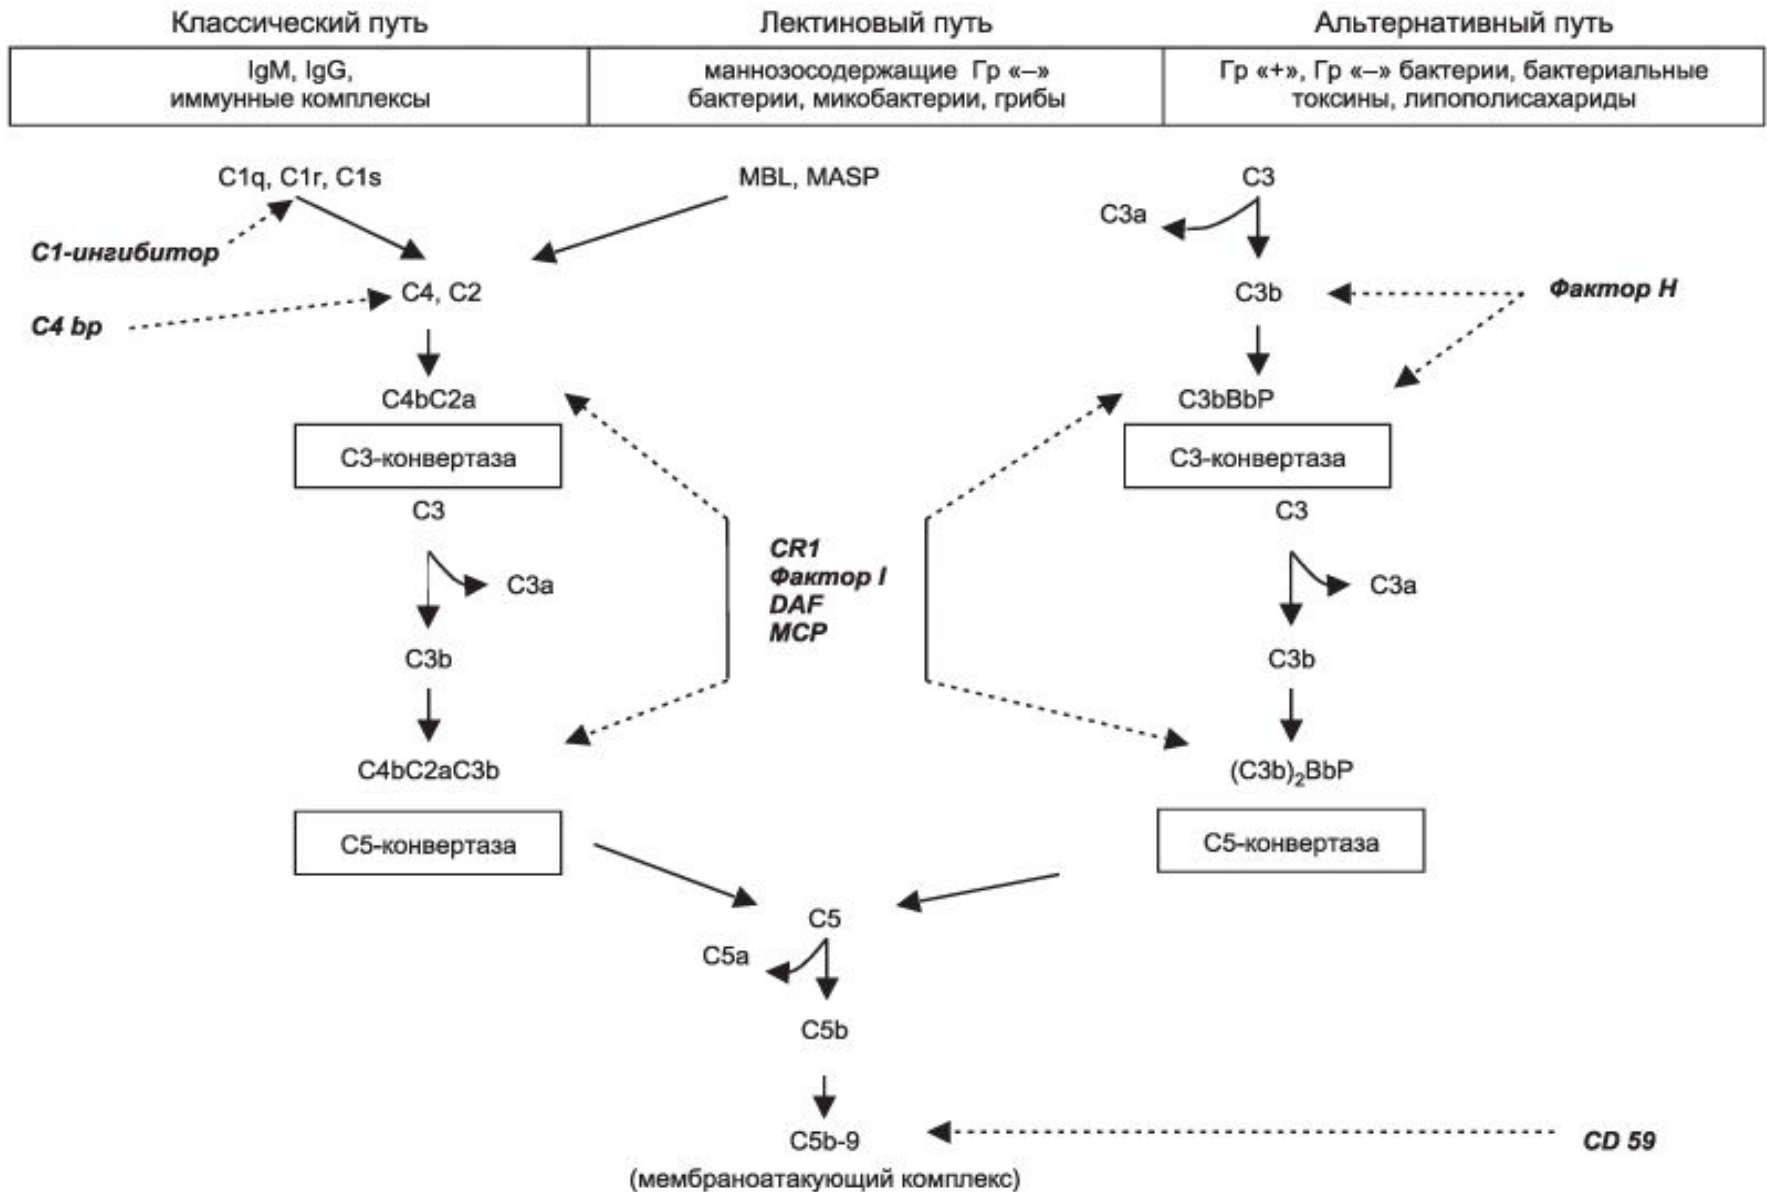 Классический путь
Лектиновый путь
Альтернативный путь
IgM, IgG,
иммунные комплексы
маннозосодержащие Гр «–»
бактерии, микобактерии, грибы
Гр «+», Гр «–» бактерии, бактериальные
токсины, липополисахариды
C1q, C1r, C1s
MBL, MASP
C3
C3a
C1-ингибитор
C4, C2
C3b
Фактор H
C4 bp
C4bC2a
C3bBbP
C3-конвертаза
C3-конвертаза
C3
C3
CR1
Фактор I
DAF
MCP
C3a
C3a
C3b
C3b
C4bC2aC3b
(C3b)₂BbP
C5-конвертаза
C5-конвертаза
C5
C5a
C5b
C5b-9
(мембраноатакующий комплекс)
CD 59